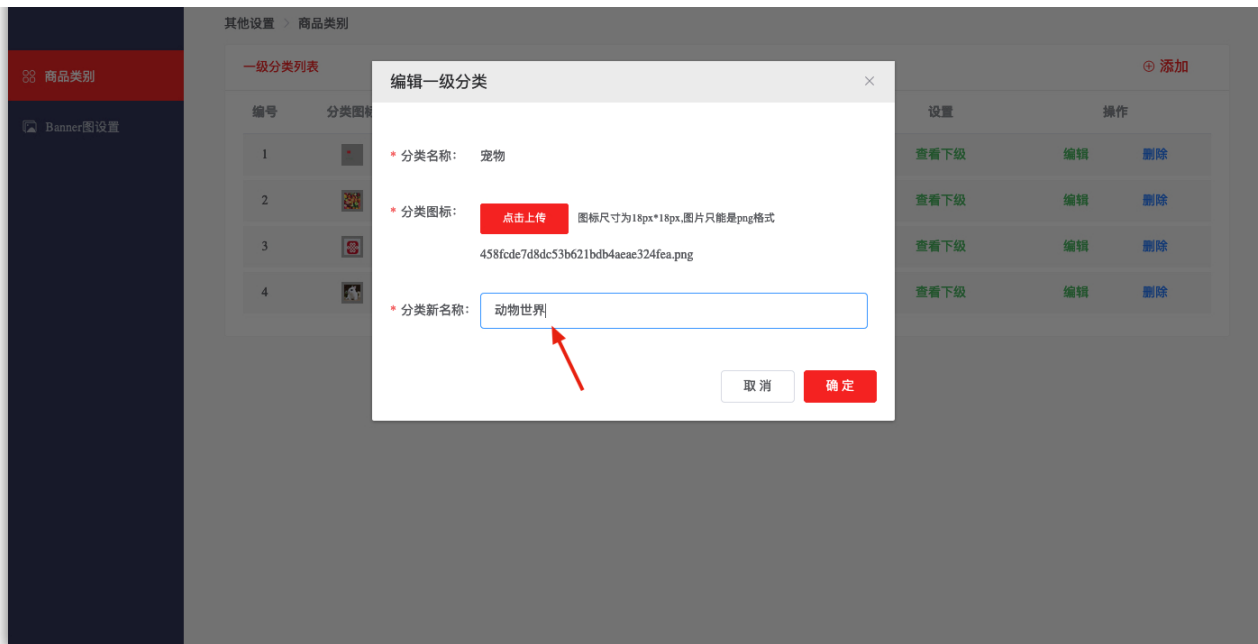 其他设置 > 商品类别
商品类别
Banner图设置
一级分类列表
添加
编号 分类图标 设置 操作
1 查看下级 编辑 删除
2 查看下级 编辑 删除
3 查看下级 编辑 删除
4 查看下级 编辑 删除
编辑一级分类
* 分类名称: 宠物
* 分类图标: 点击上传 图标尺寸为18px*18px,图片只能是png格式
458fcde7d8dc53b621bdb4aeae324fea.png
* 分类新名称: 动物世界
取消 确定